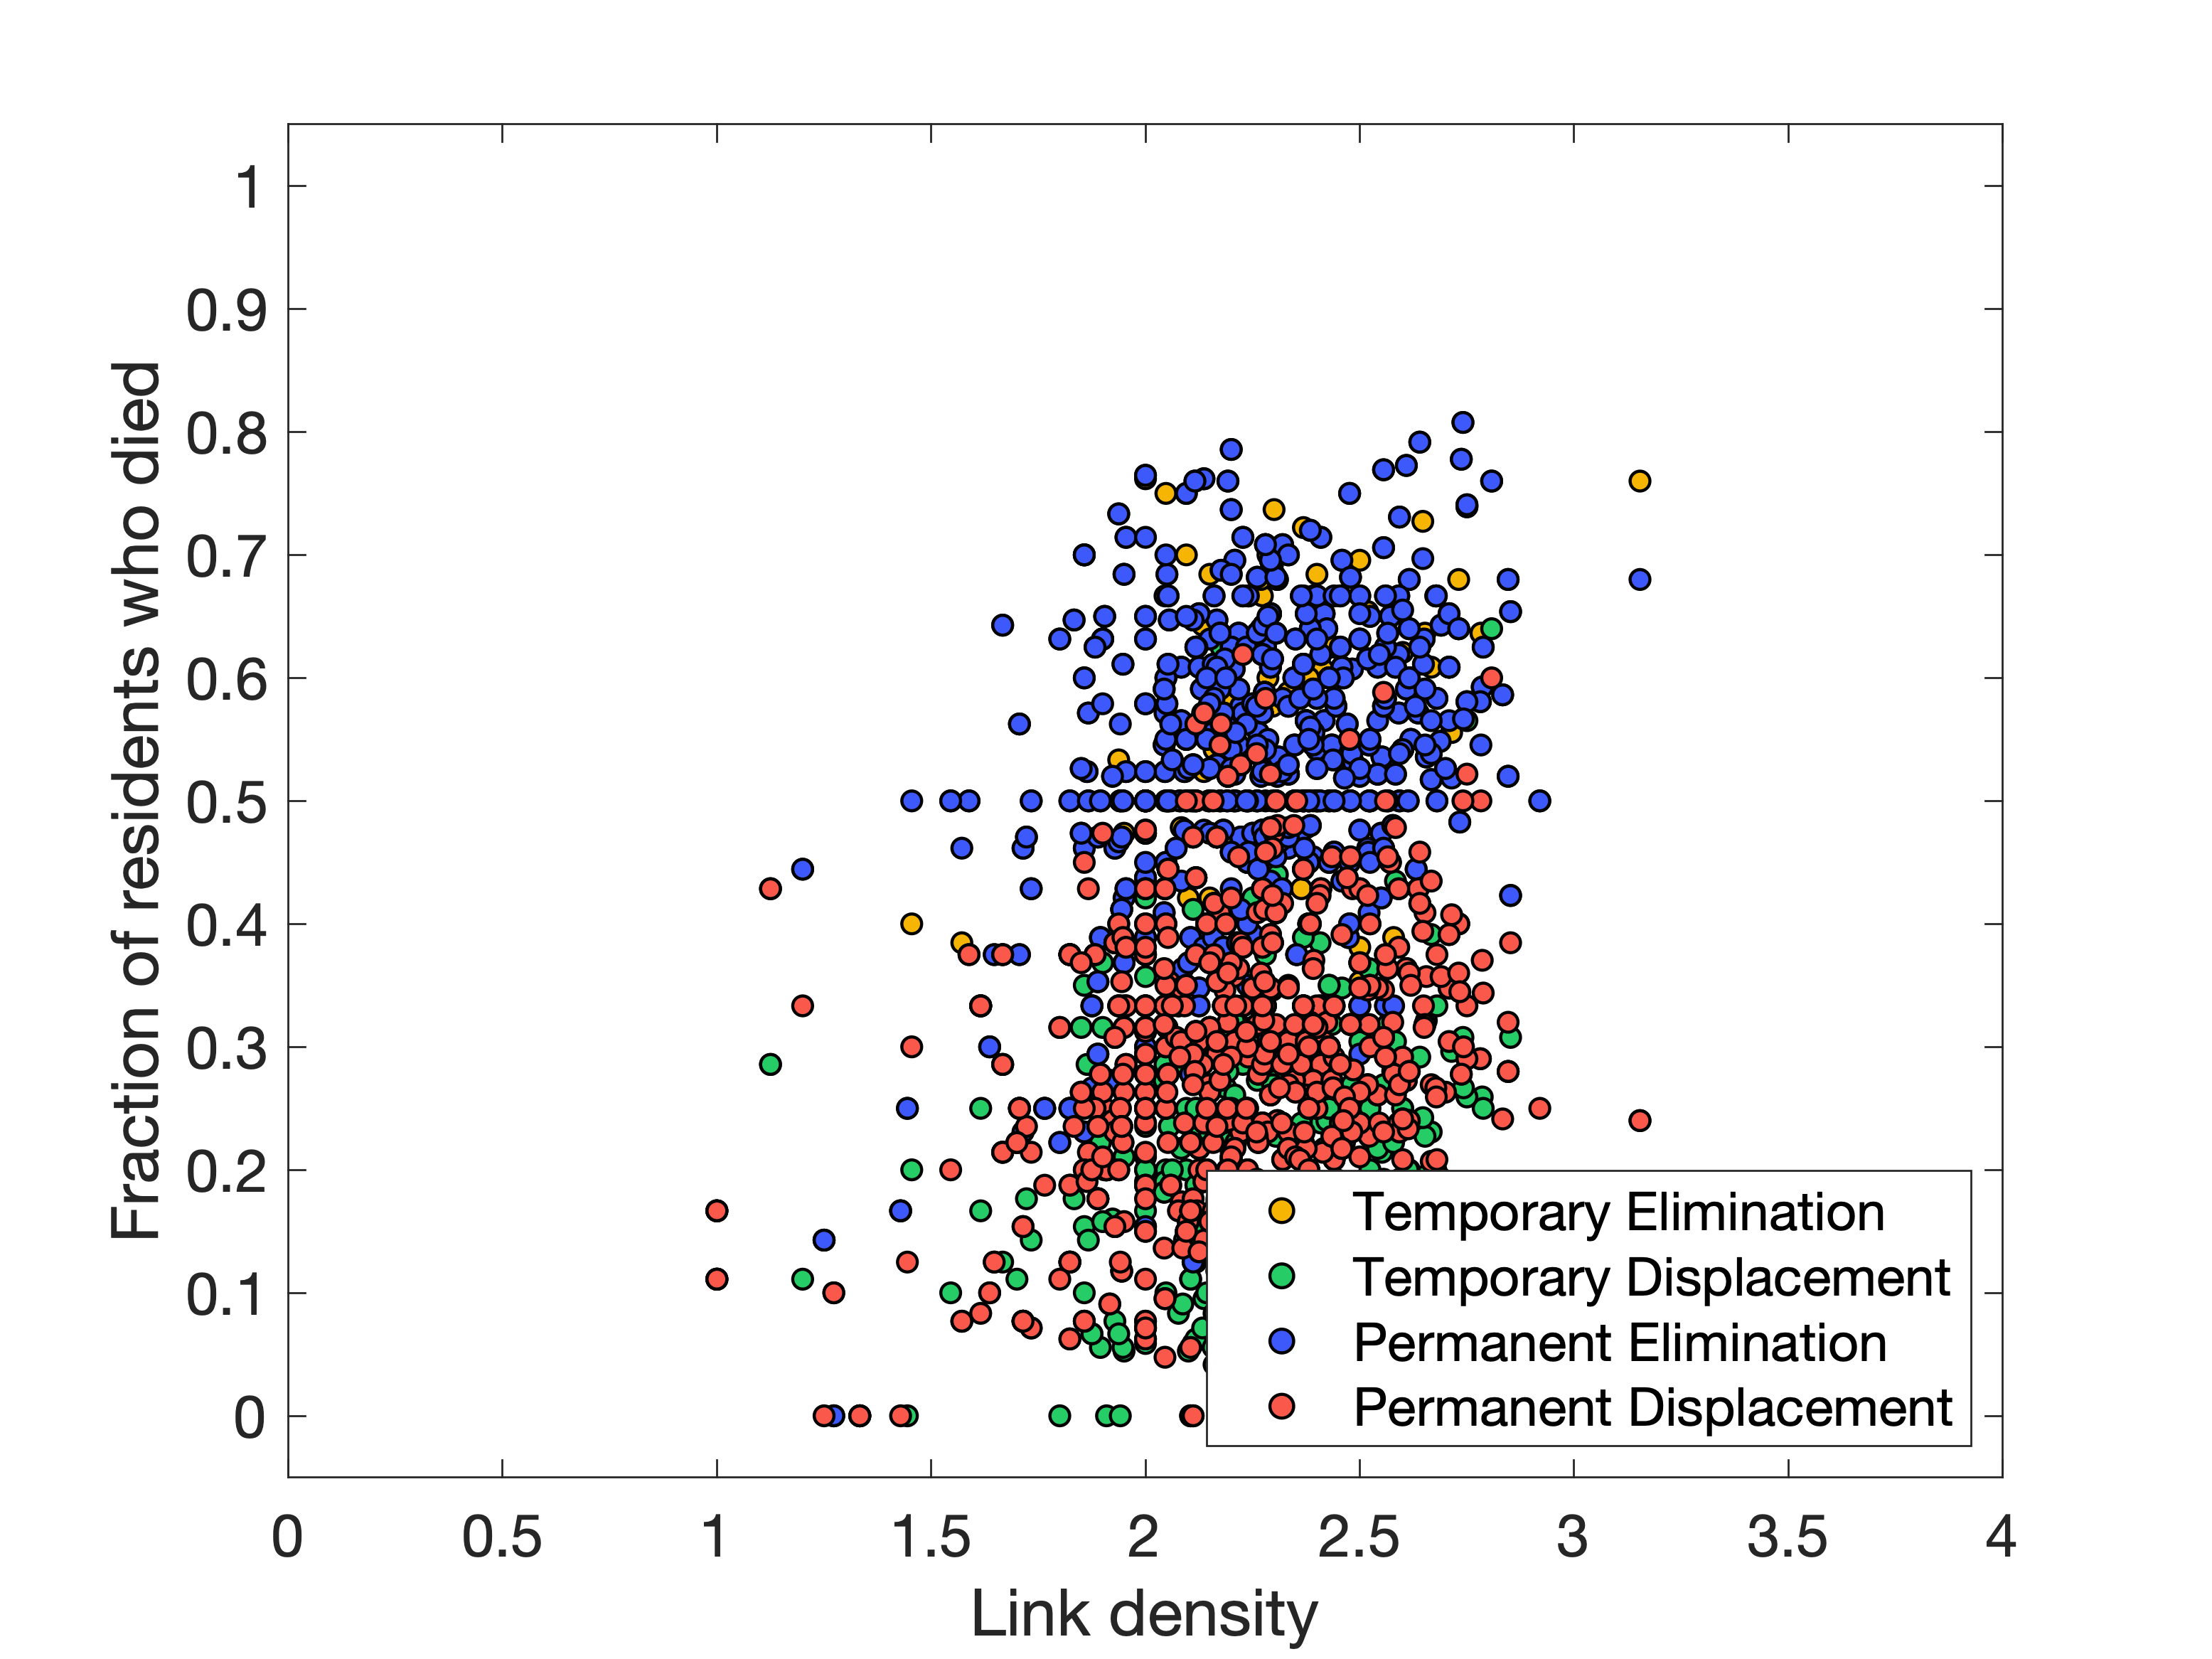 Fraction of residents who died
1
0.9
0.8
0.7
0.6
0.5
0.4
0.3
0.2
0.1
0
Temporary Elimination
Temporary Displacement
Permanent Elimination
Permanent Displacement
0 0.5 1 1.5 2 2.5 3 3.5 4
Link density